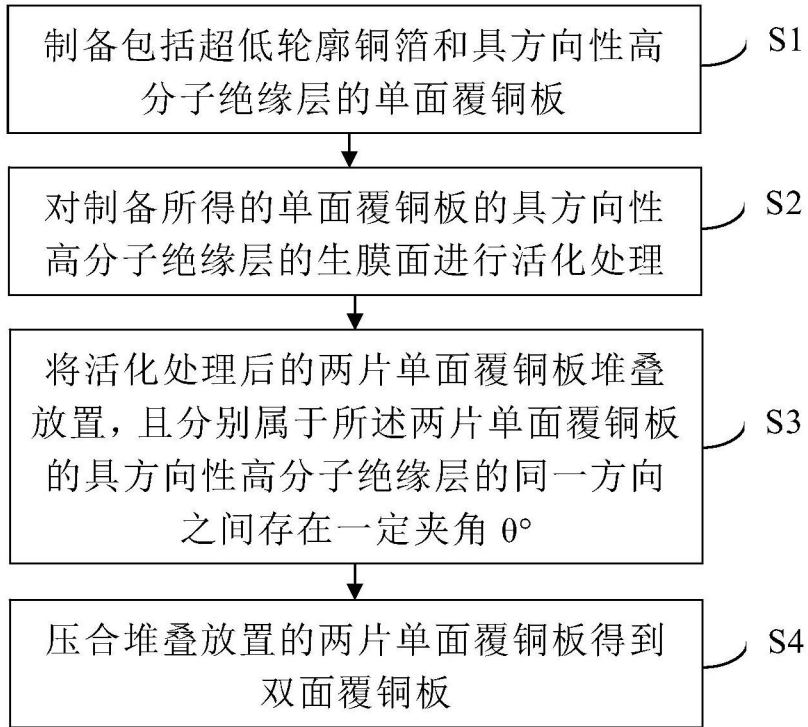 制备包括超低轮廓铜箔和具方向性高
分子绝缘层的单面覆铜板
S1
对制备所得的单面覆铜板的具方向性
高分子绝缘层的生膜面进行活化处理
S2
将活化处理后的两片单面覆铜板堆叠
放置，且分别属于所述两片单面覆铜板
的具方向性高分子绝缘层的同一方向
之间存在一定夹角 θ°
S3
压合堆叠放置的两片单面覆铜板得到
双面覆铜板
S4